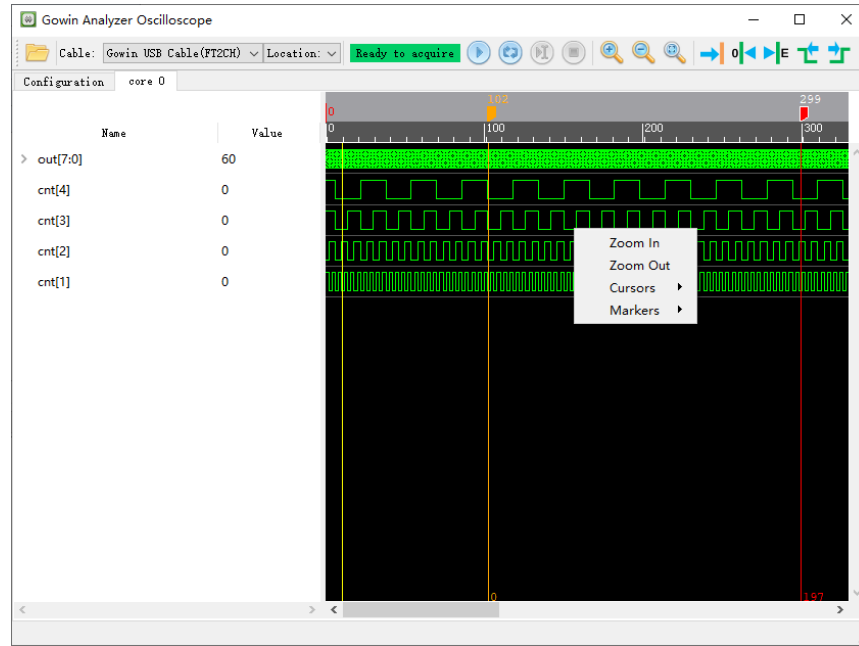 Gowin Analyzer Oscilloscope
Cable: Gowin USB Cable(FT2CH) Location: Ready to acquire 0 E
Configuration core 0
102 299
0
Name Value 0 100 200 300
out[7:0] 60
cnt[4] 0
cnt[3] 0
cnt[2] 0
cnt[1] 0
Zoom In
Zoom Out
Cursors
Markers
0 197